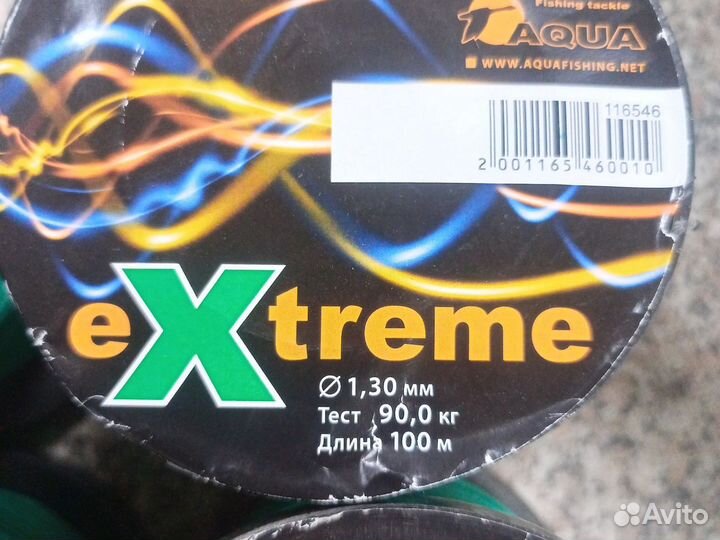 Fishing tackle
AQUA
WWW.AQUAFISHING.NET
116546
2 001165 460010
eXtreme
Ø 1,30 мм
Тест 90,0 кг
Длина 100 м
Avito